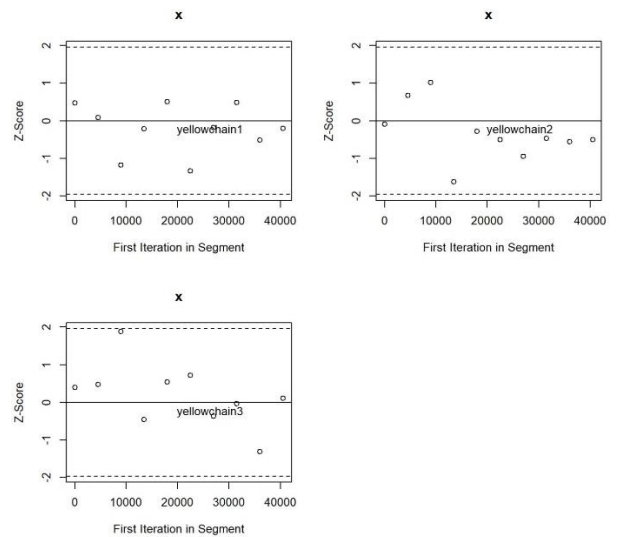 x
Z-Score
2
1
0
-1
-2
yellowchain1
0 10000 20000 30000 40000
First Iteration in Segment
x
Z-Score
2
1
0
-1
-2
yellowchain2
0 10000 20000 30000 40000
First Iteration in Segment
x
Z-Score
2
1
0
-1
-2
yellowchain3
0 10000 20000 30000 40000
First Iteration in Segment